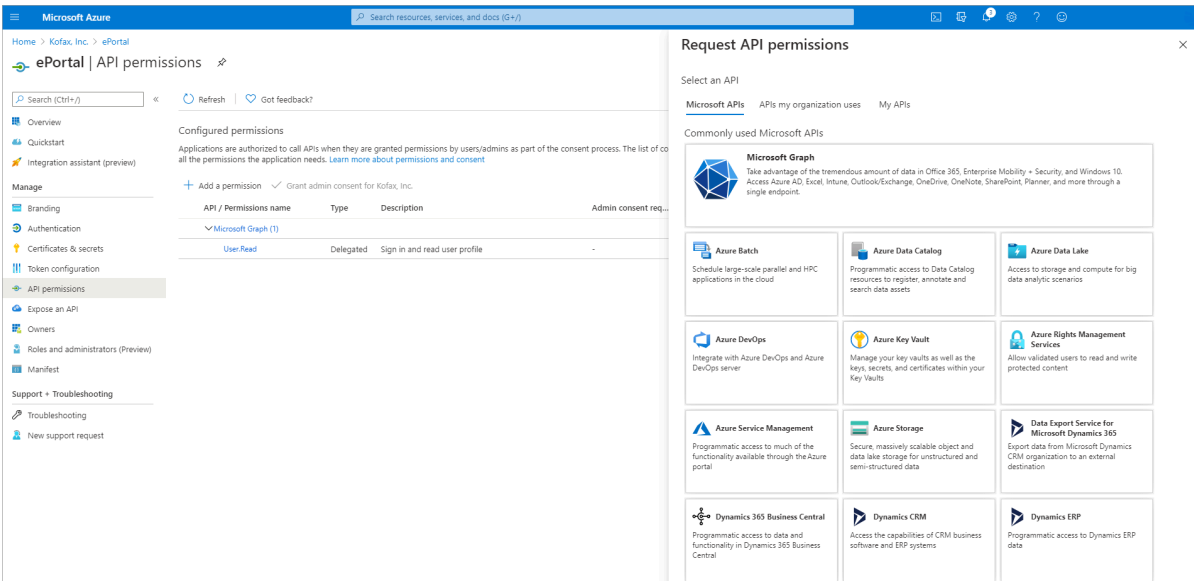 Microsoft Azure
Search resources, services, and docs (G+/)
Home > Kofax, Inc. > ePortal
ePortal | API permissions
Search (Ctrl+/)
«
Overview
Quickstart
Integration assistant (preview)
Manage
Branding
Authentication
Certificates & secrets
Token configuration
API permissions
Expose an API
Owners
Roles and administrators (Preview)
Manifest
Support + Troubleshooting
Troubleshooting
New support request
Refresh
Got feedback?
Configured permissions
Applications are authorized to call APIs when they are granted permissions by users/admins as part of the consent process. The list of co
all the permissions the application needs. Learn more about permissions and consent
Add a permission
Grant admin consent for Kofax, Inc.
API / Permissions name Type Description Admin consent req...
Microsoft Graph (1)
User.Read Delegated Sign in and read user profile -
Request API permissions
Select an API
Microsoft APIs APIs my organization uses My APIs
Commonly used Microsoft APIs
Microsoft Graph
Take advantage of the tremendous amount of data in Office 365, Enterprise Mobility + Security, and Windows 10.
Access Azure AD, Excel, Intune, Outlook/Exchange, OneDrive, OneNote, SharePoint, Planner, and more through a
single endpoint.
Azure Batch
Schedule large-scale parallel and HPC
applications in the cloud
Azure Data Catalog
Programmatic access to Data Catalog
resources to register, annotate and
search data assets
Azure Data Lake
Access to storage and compute for big
data analytic scenarios
Azure DevOps
Integrate with Azure DevOps and Azure
DevOps server
Azure Key Vault
Manage your key vaults as well as the
keys, secrets, and certificates within your
Key Vaults
Azure Rights Management
Services
Allow validated users to read and write
protected content
Azure Service Management
Programmatic access to much of the
functionality available through the Azure
portal
Azure Storage
Secure, massively scalable object and
data lake storage for unstructured and
semi-structured data
Data Export Service for
Microsoft Dynamics 365
Export data from Microsoft Dynamics
CRM organization to an external
destination
Dynamics 365 Business Central
Programmatic access to data and
functionality in Dynamics 365 Business
Central
Dynamics CRM
Access the capabilities of CRM business
software and ERP systems
Dynamics ERP
Programmatic access to Dynamics ERP
data